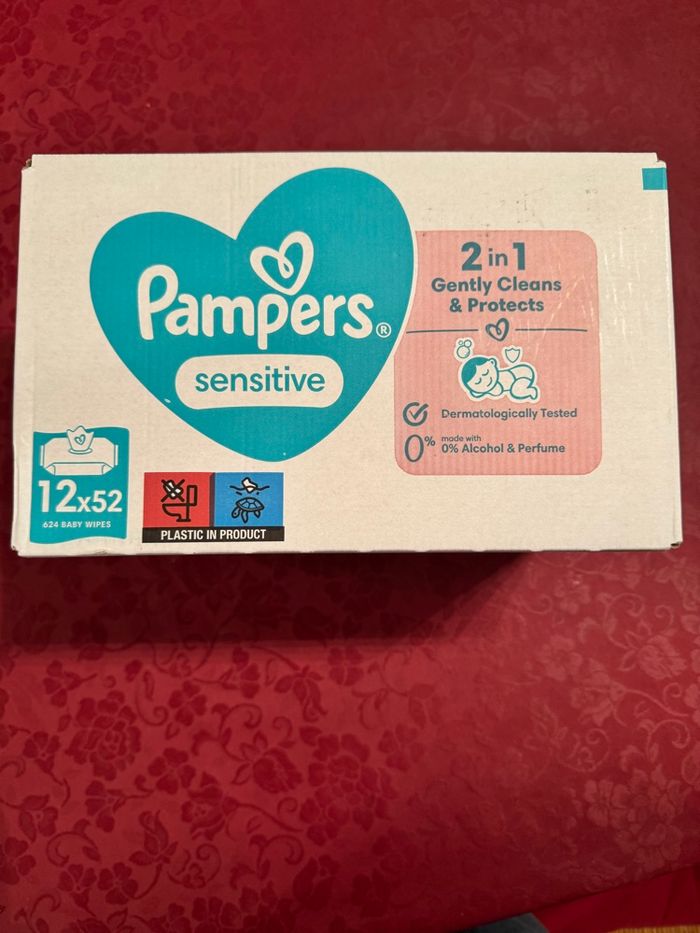 Pampers®
sensitive
2 in 1
Gently Cleans
& Protects
Dermatologically Tested
0%
made with
0% Alcohol & Perfume
12x52
624 BABY WIPES
PLASTIC IN PRODUCT